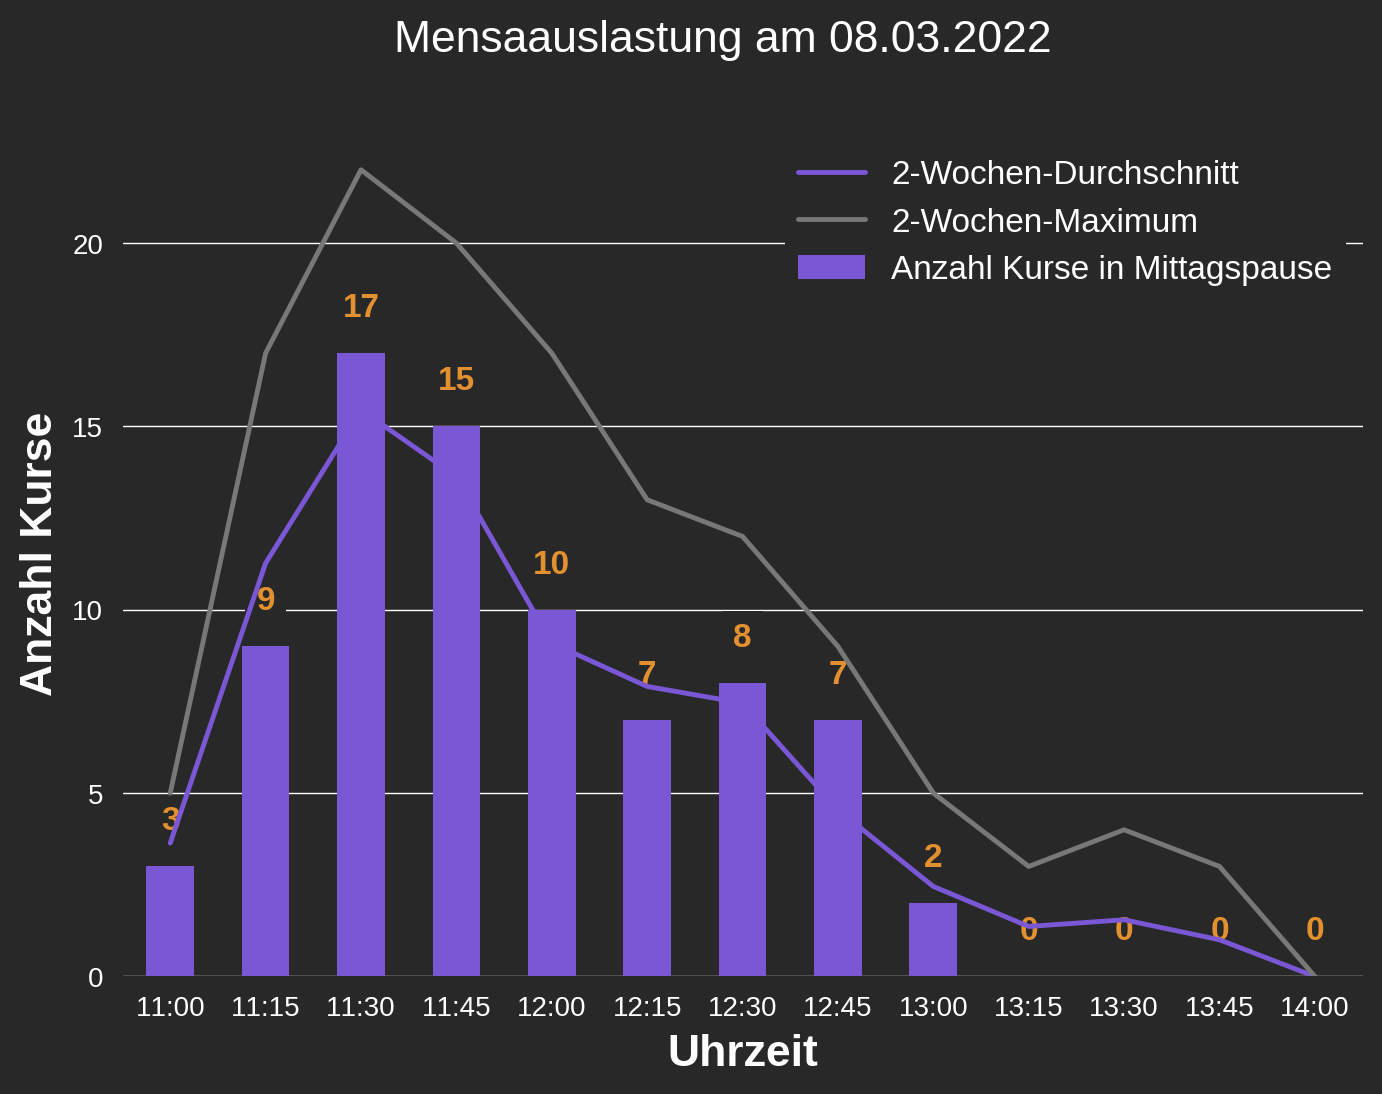 Mensaauslastung am 08.03.2022
2-Wochen-Durchschnitt
2-Wochen-Maximum
Anzahl Kurse in Mittagspause
Anzahl Kurse
20
15
10
5
0
3
9
17
15
10
7
8
7
2
0
0
0
0
11:00 11:15 11:30 11:45 12:00 12:15 12:30 12:45 13:00 13:15 13:30 13:45 14:00
Uhrzeit